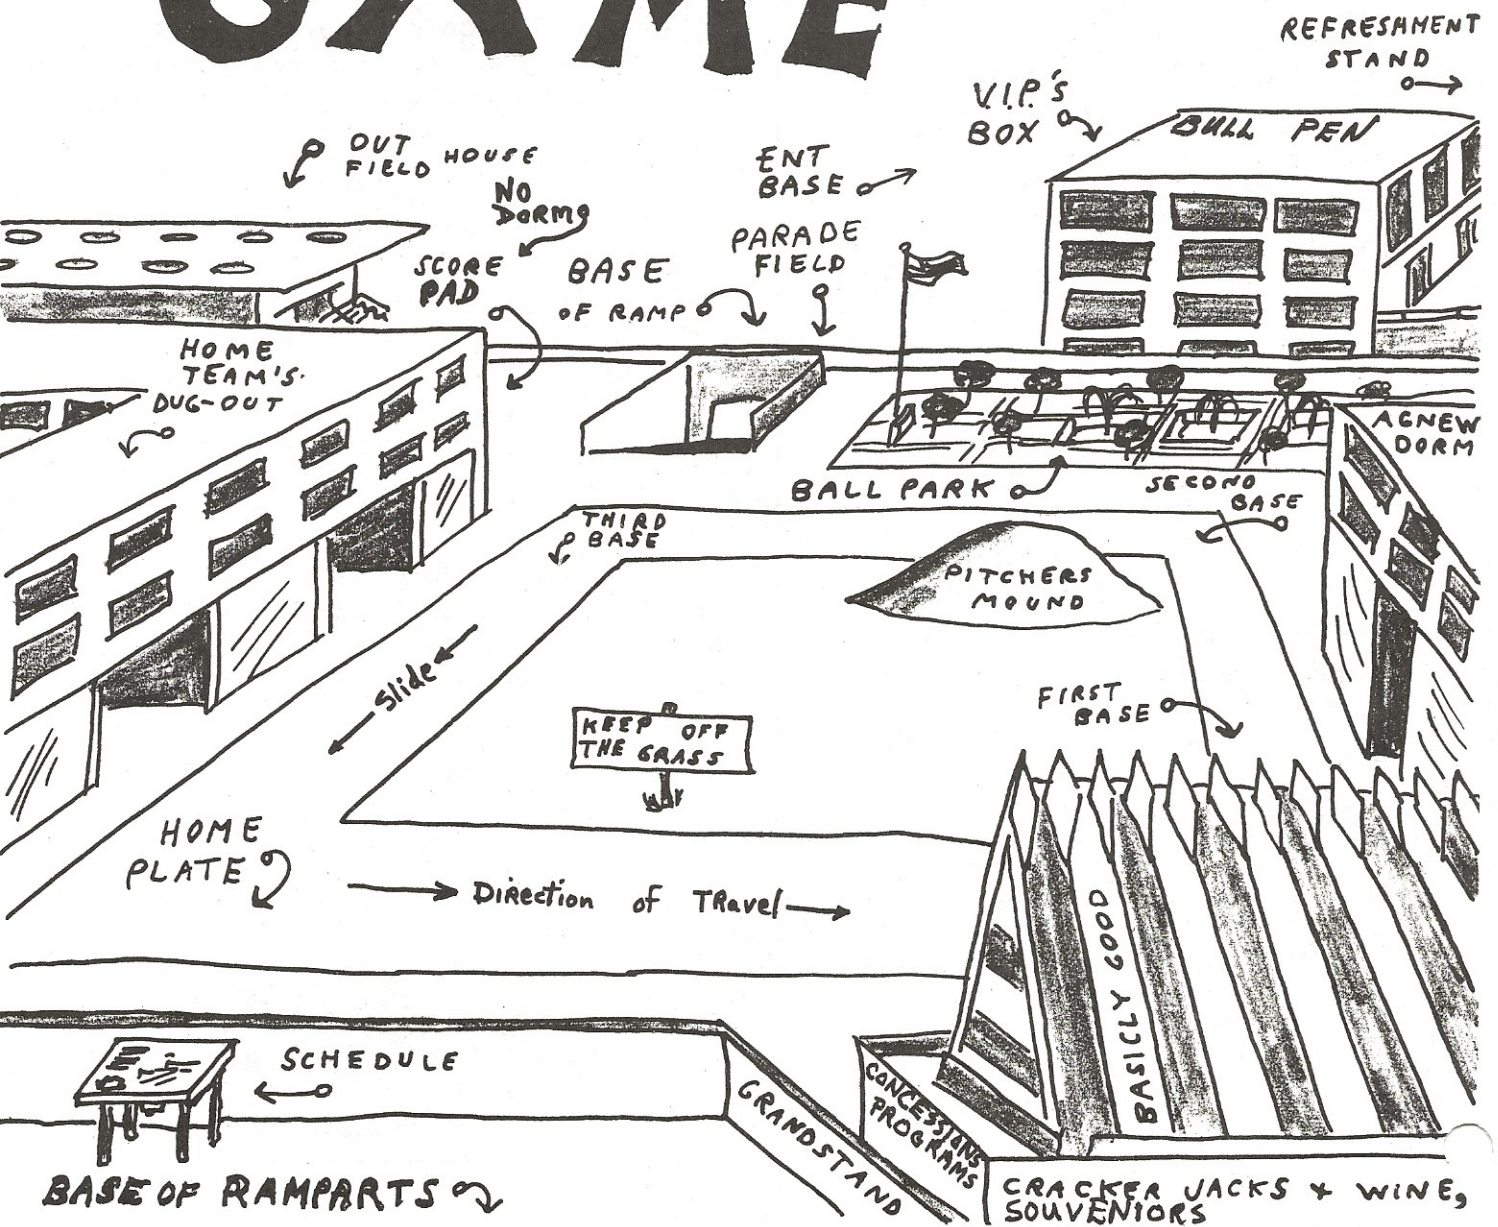 GAME
REFRESHMENT
STAND
V.I.P.'S
BOX
BULL PEN
OUT
FIELD HOUSE
NO
DORM9
ENT
BASE
PARADE
FIELD
SCORE
PAD
BASE
OF RAMP
HOME
TEAM'S
DUG-OUT
AGNEW
DORM
BALL PARK
SECOND
BASE
THIRD
BASE
PITCHERS
MOUND
Slide
FIRST
BASE
KEEP OFF
THE GRASS
HOME
PLATE
Direction of Travel
BASICLY GOOD
SCHEDULE
GRANDSTAND
CONCESSIONS
PROGRAMS
BASE OF RAMPARTS
CRACKER JACKS & WINE,
SOUVENIORS